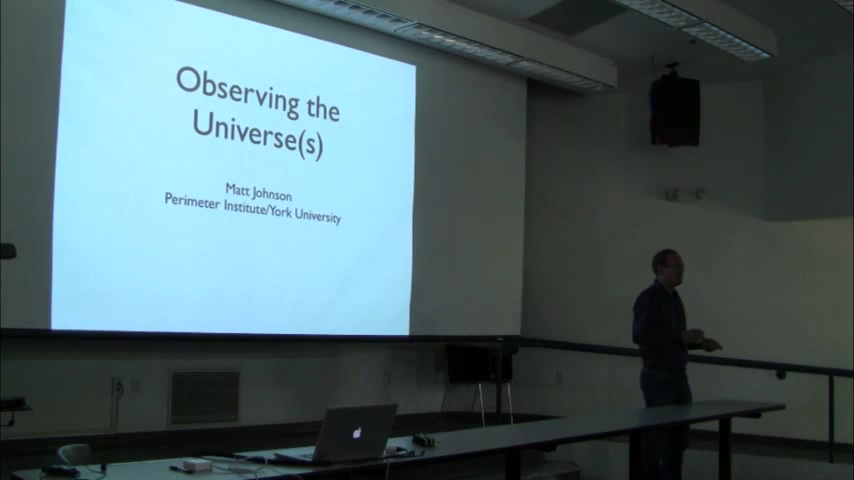 Observing the
Universe(s)
Matt Johnson
Perimeter Institute/York University